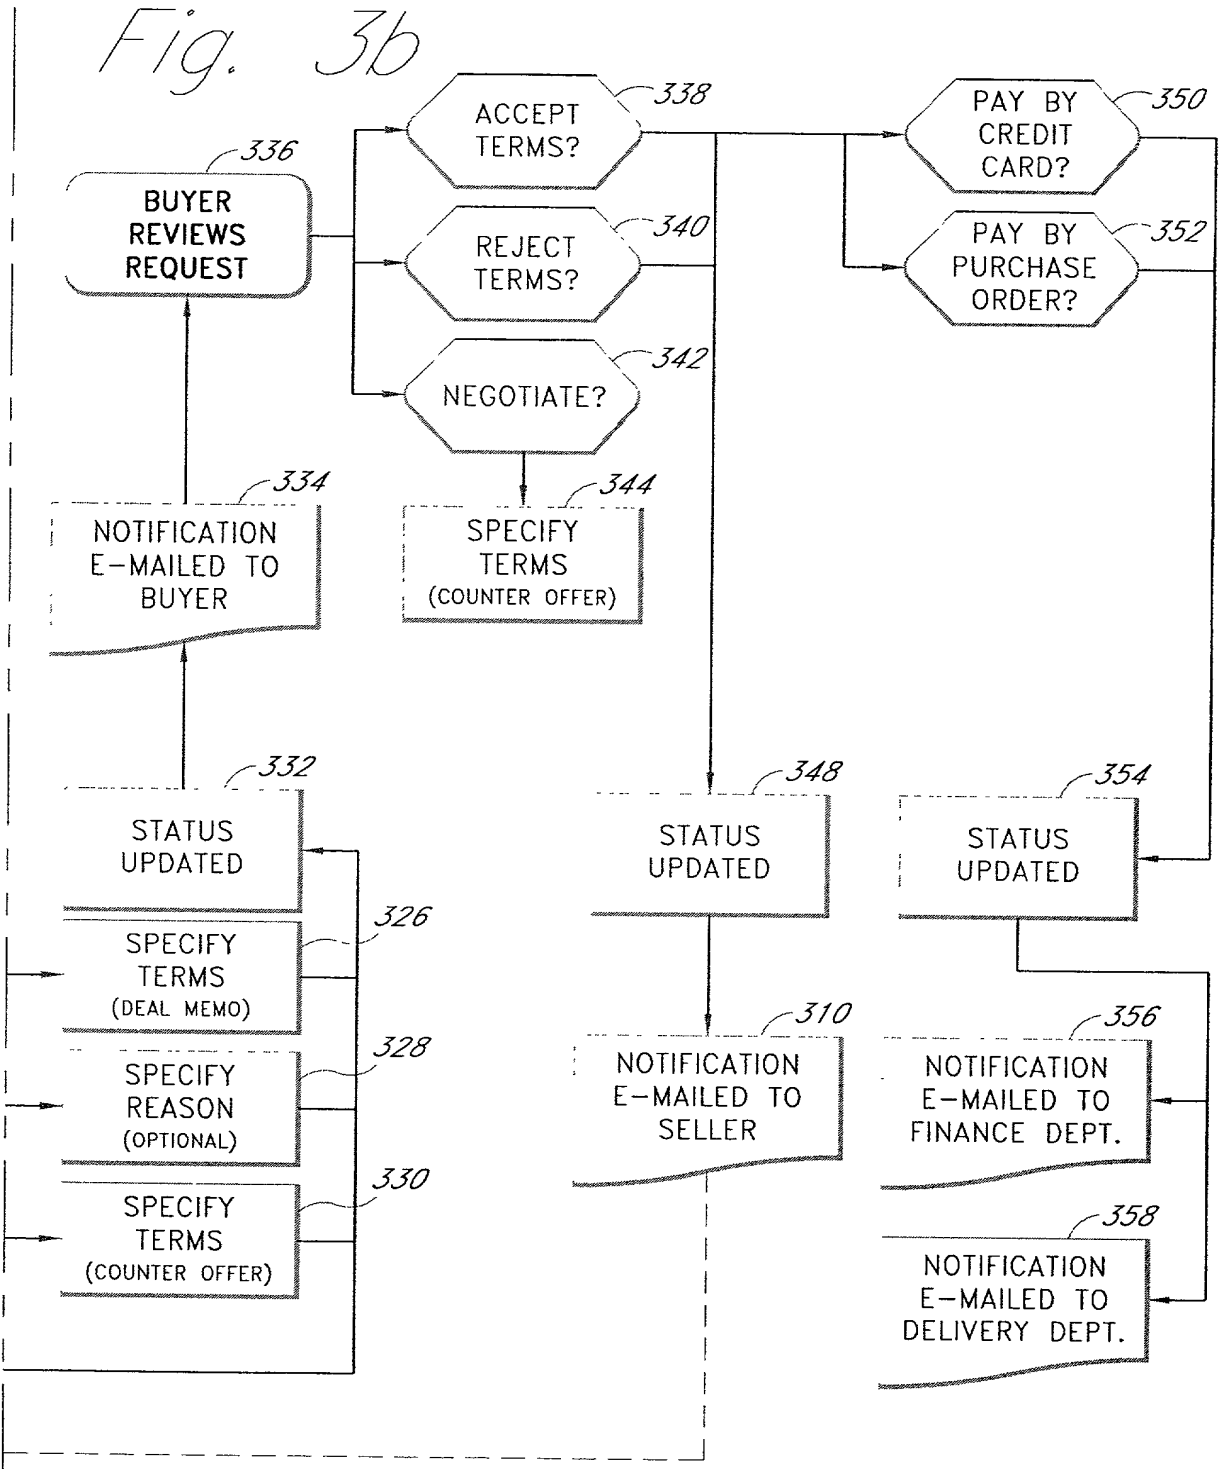 Fig. 3b
338
ACCEPT
TERMS?
350
PAY BY
CREDIT
CARD?
336
BUYER
REVIEWS
REQUEST
340
REJECT
TERMS?
352
PAY BY
PURCHASE
ORDER?
342
NEGOTIATE?
334
NOTIFICATION
E-MAILED TO
BUYER
344
SPECIFY
TERMS
(COUNTER OFFER)
332
STATUS
UPDATED
348
STATUS
UPDATED
354
STATUS
UPDATED
326
SPECIFY
TERMS
(DEAL MEMO)
328
SPECIFY
REASON
(OPTIONAL)
330
SPECIFY
TERMS
(COUNTER OFFER)
310
NOTIFICATION
E-MAILED TO
SELLER
356
NOTIFICATION
E-MAILED TO
FINANCE DEPT.
358
NOTIFICATION
E-MAILED TO
DELIVERY DEPT.